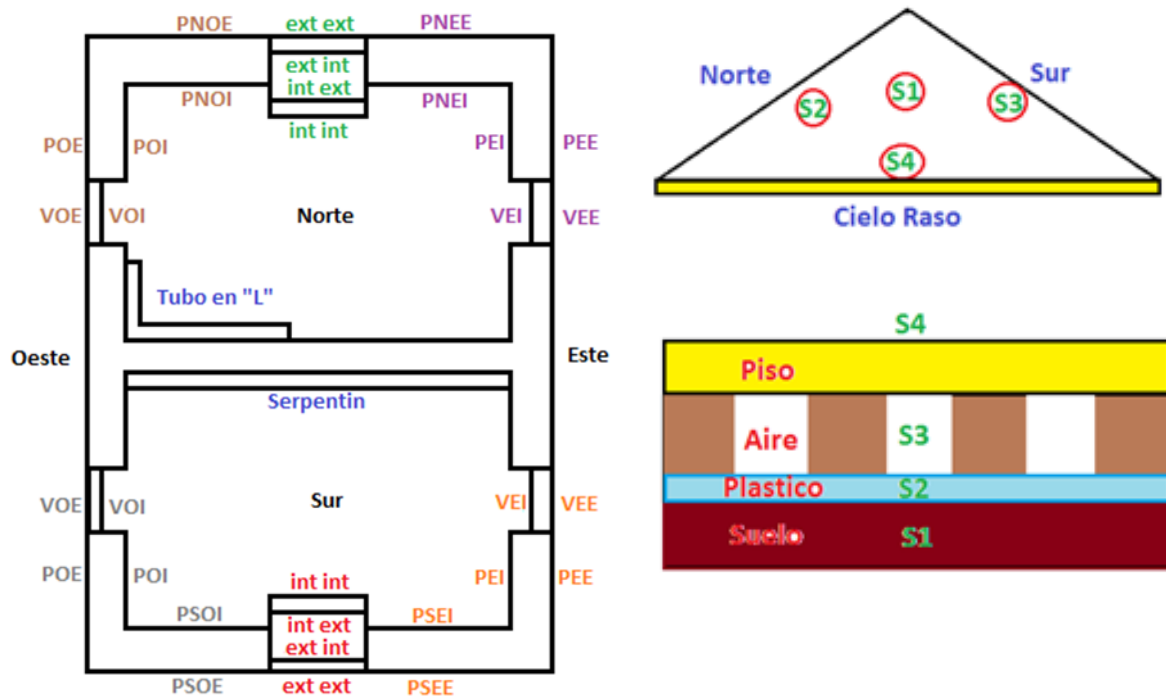 PNOE
ext ext
PNEE
ext int
int ext
PNOI
PNEI
int int
POE
POI
PEI
PEE
VOE
VOI
Norte
VEI
VEE
Tubo en "L"
Oeste
Este
Serpentin
VOE
VOI
Sur
VEI
VEE
POE
POI
int int
PEI
PEE
PSOI
int ext
PSEI
ext int
PSOE
ext ext
PSEE
Norte
Sur
S1
S2
S3
S4
Cielo Raso
S4
Piso
Aire
S3
Plastico
S2
Suelo
S1